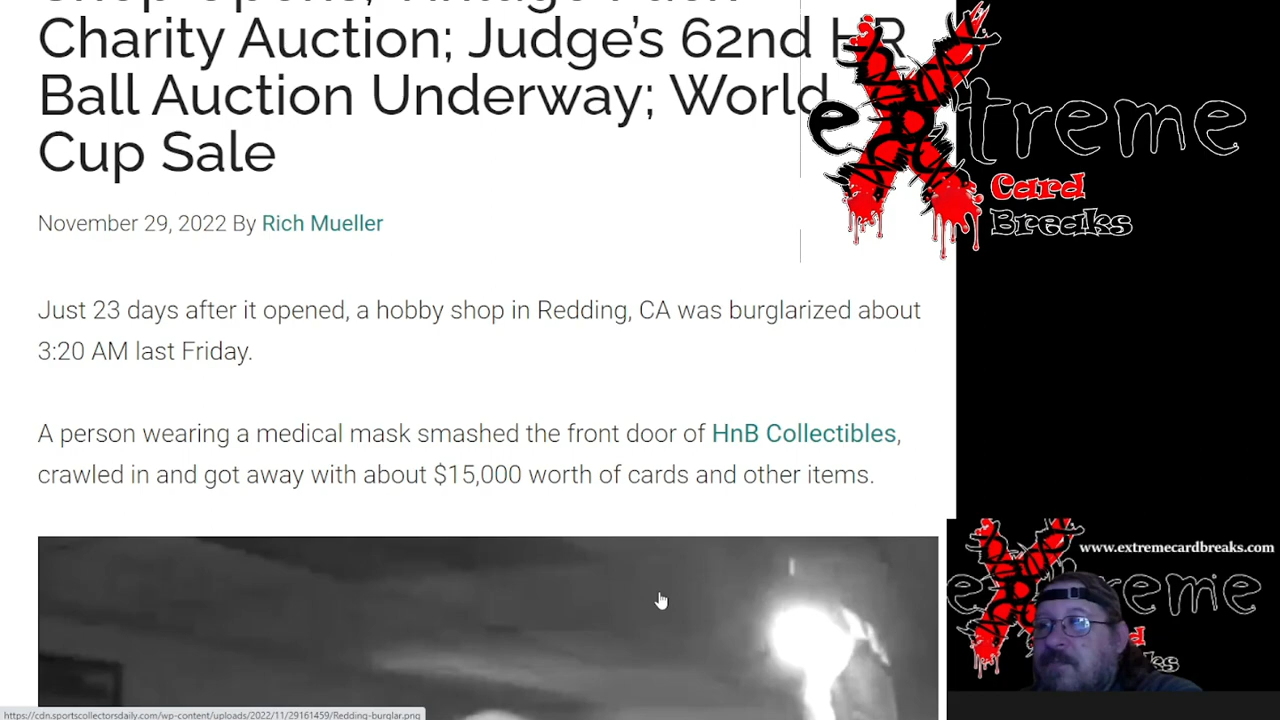 Charity Auction; Judge's 62nd HR
Ball Auction Underway; World
Cup Sale
November 29, 2022 By Rich Mueller
Just 23 days after it opened, a hobby shop in Redding, CA was burglarized about
3:20 AM last Friday.
A person wearing a medical mask smashed the front door of HnB Collectibles,
crawled in and got away with about $15,000 worth of cards and other items.
https://cdn.sportscollectorsdaily.com/wp-content/uploads/2022/11/29161459/Redding-burglar.png
eXtreme
Card
Breaks
www.extremecardbreaks.com